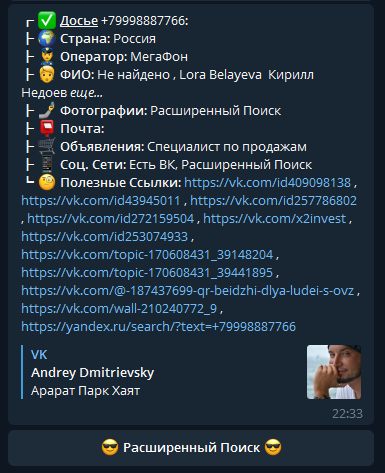 Досье +79998887766:
Страна: Россия
Оператор: МегаФон
ФИО: Не найдено , Lora Belayeva Кирилл
Недоев еще...
Фотографии: Расширенный Поиск
Почта:
Объявления: Специалист по продажам
Соц. Сети: Есть ВК, Расширенный Поиск
Полезные Ссылки: https://vk.com/id409098138 ,
https://vk.com/id43945011 , https://vk.com/id257786802
, https://vk.com/id272159504 , https://vk.com/x2invest ,
https://vk.com/id253074933 ,
https://vk.com/topic-170608431_39148204 ,
https://vk.com/topic-170608431_39441895 ,
https://vk.com/@-187437699-qr-beidzhi-dlya-ludei-s-ovz ,
https://vk.com/wall-210240772_9 ,
https://yandex.ru/search/?text=+79998887766
VK
Andrey Dmitrievsky
Арарат Парк Хаят
22:33
Расширенный Поиск